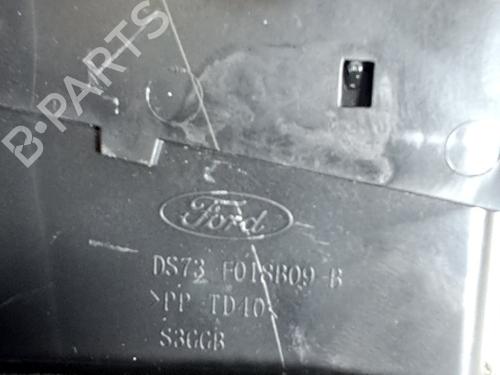 B-PARTS
Ford
DS73 F018B09-B
>PP TD40<
S3GGB